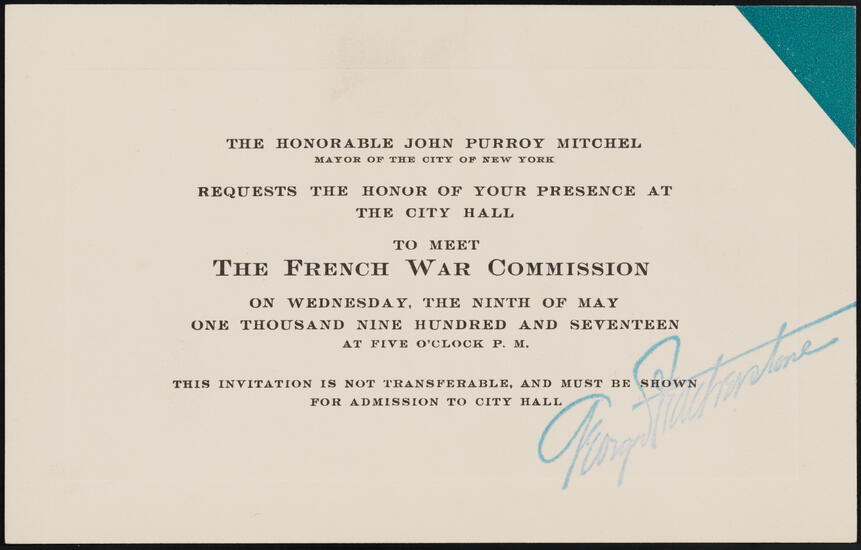 THE HONORABLE JOHN PURROY MITCHEL
MAYOR OF THE CITY OF NEW YORK
REQUESTS THE HONOR OF YOUR PRESENCE AT
THE CITY HALL
TO MEET
THE FRENCH WAR COMMISSION
ON WEDNESDAY, THE NINTH OF MAY
ONE THOUSAND NINE HUNDRED AND SEVENTEEN
AT FIVE O'CLOCK P. M.
THIS INVITATION IS NOT TRANSFERABLE, AND MUST BE SHOWN
FOR ADMISSION TO CITY HALL
George Featherstone